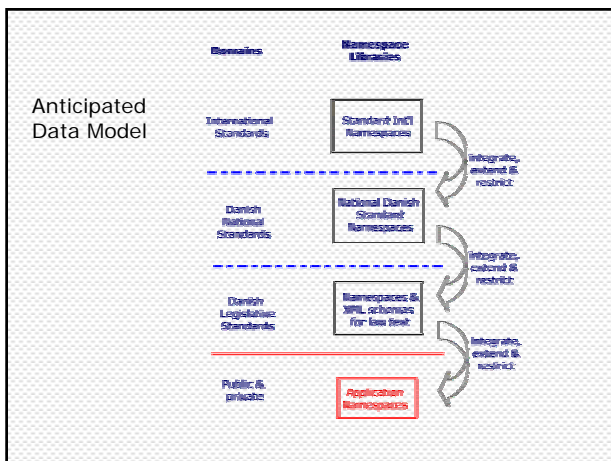 Domains
Namespace
Libraries
Anticipated
Data Model
International
Standards
Standard Int'l
Namespaces
integrate,
extend &
restrict
Danish
National
Standards
National Danish
Standard
Namespaces
integrate,
extend &
restrict
Danish
Legislative
Standards
Namespaces &
XML schemas
for law text
integrate,
extend &
restrict
Public &
private
Application
Namespaces